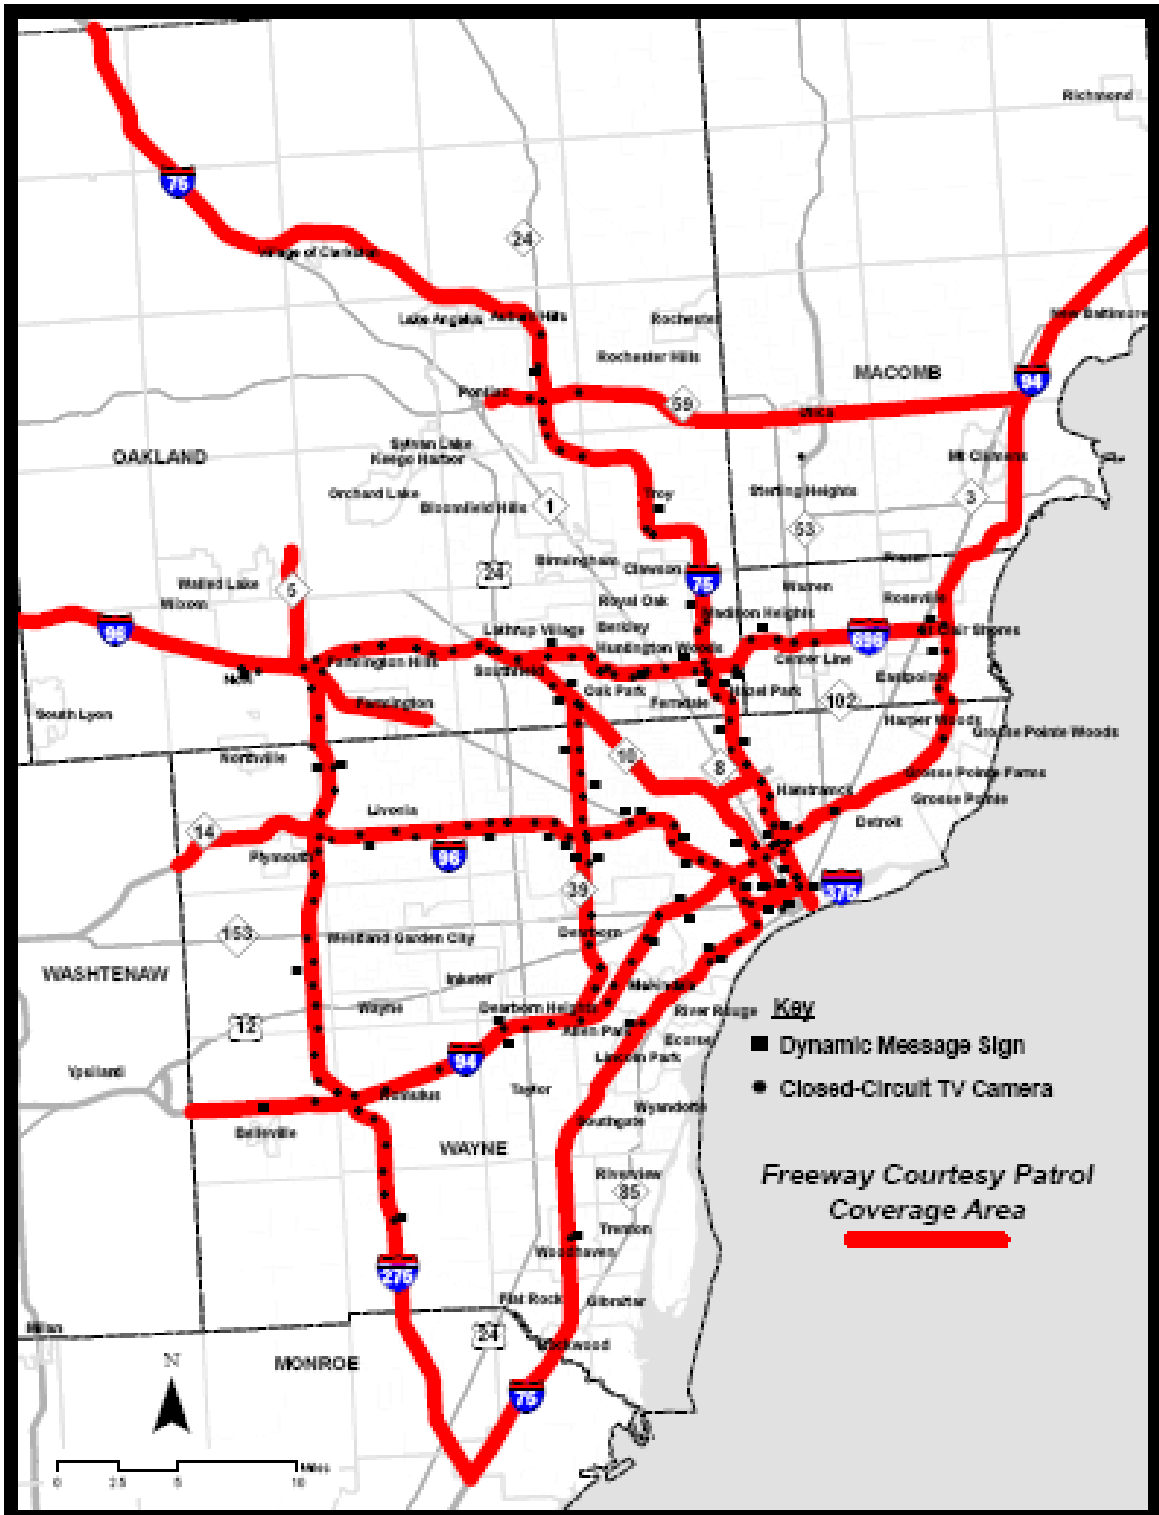 Richmond
75
24
Village of Clarkston
Lake Angelus
Auburn Hills
Rochester
New Baltimore
Rochester Hills
MACOMB
94
Pontiac
59
Utica
OAKLAND
Sylvan Lake
Keego Harbor
Mt Clemens
Orchard Lake
Bloomfield Hills
1
Troy
Sterling Heights
3
53
Birmingham
Clawson
Fraser
24
75
Walled Lake
5
Wixom
Royal Oak
Warren
Roseville
Madison Heights
96
Lathrup Village
Berkley
696
St Clair Shores
Farmington Hills
Huntington Woods
Center Line
Novi
Southfield
Eastpointe
Oak Park
Hazel Park
South Lyon
Farmington
Ferndale
102
Harper Woods
Grosse Pointe Woods
Northville
10
8
Grosse Pointe Farms
Hamtramck
Grosse Pointe
Livonia
Detroit
14
Plymouth
96
39
375
153
Westland
Garden City
Dearborn
WASHTENAW
Inkster
Melvindale
Wayne
Dearborn Heights
River Rouge
Key
12
Allen Park
Ecorse
Dynamic Message Sign
94
Lincoln Park
Ypsilanti
Closed-Circuit TV Camera
Romulus
Taylor
Wyandotte
Belleville
Southgate
WAYNE
Riverview
Freeway Courtesy Patrol
85
Coverage Area
Trenton
Woodhaven
275
Flat Rock
Gibraltar
Milan
24
Rockwood
MONROE
N
75
Miles
0
2.5
5
10